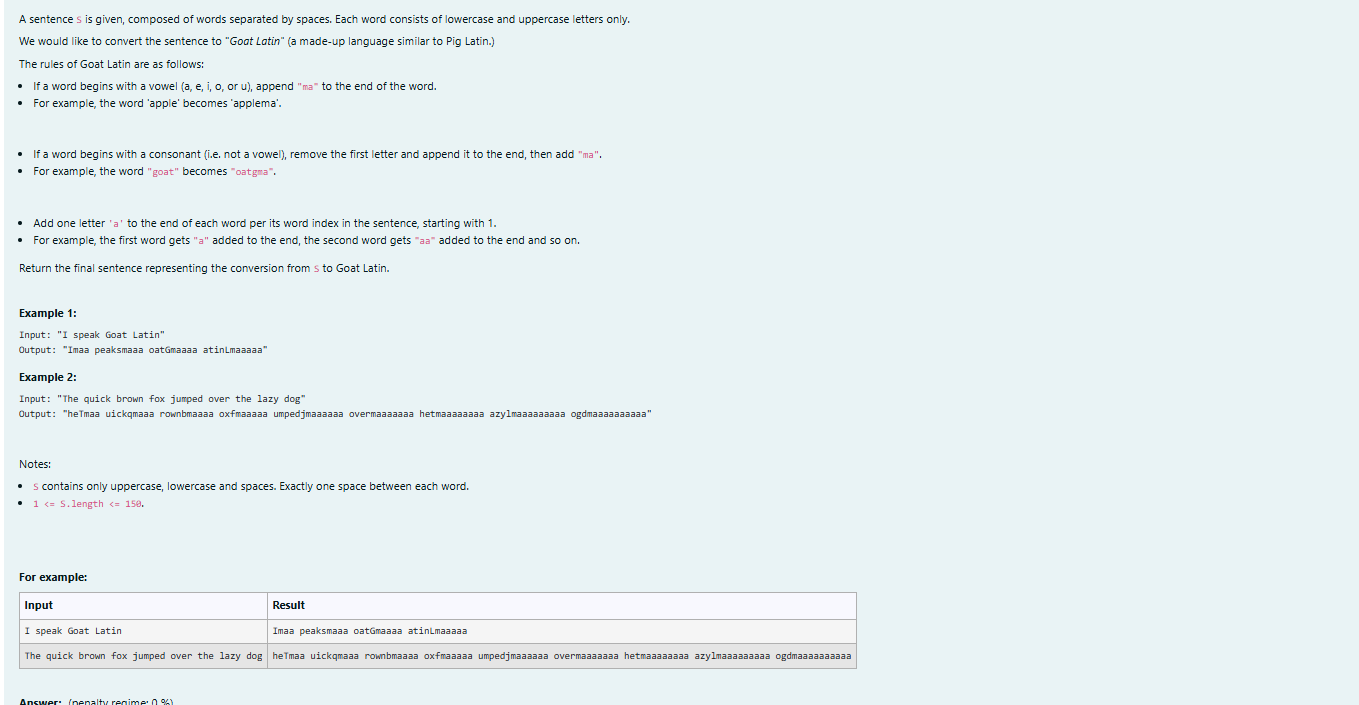 A sentence S is given, composed of words separated by spaces. Each word consists of lowercase and uppercase letters only.
We would like to convert the sentence to "Goat Latin" (a made-up language similar to Pig Latin.)
The rules of Goat Latin are as follows:
• If a word begins with a vowel (a, e, i, o, or u), append "ma" to the end of the word.
• For example, the word 'apple' becomes 'applema'.
• If a word begins with a consonant (i.e. not a vowel), remove the first letter and append it to the end, then add "ma".
• For example, the word "goat" becomes "oatgma".
• Add one letter 'a' to the end of each word per its word index in the sentence, starting with 1.
• For example, the first word gets "a" added to the end, the second word gets "aa" added to the end and so on.
Return the final sentence representing the conversion from S to Goat Latin.
Example 1:
Input: "I speak Goat Latin"
Output: "Imaa peaksmaaa oatGmaaaa atinLmaaaaa"
Example 2:
Input: "The quick brown fox jumped over the lazy dog"
Output: "heTmaa uickqmaaa rownbmaaaa oxfmaaaaa umpedjmaaaaaa overmaaaaaaa hetmaaaaaaaa azylmaaaaaaaaa ogdmaaaaaaaaaa"
Notes:
• S contains only uppercase, lowercase and spaces. Exactly one space between each word.
• 1 <= S.length <= 150.
For example:
Input Result
I speak Goat Latin Imaa peaksmaaa oatGmaaaa atinLmaaaaa
The quick brown fox jumped over the lazy dog heTmaa uickqmaaa rownbmaaaa oxfmaaaaa umpedjmaaaaaa overmaaaaaaa hetmaaaaaaaa azylmaaaaaaaaa ogdmaaaaaaaaaa
Answer: (penalty regime: 0 %)